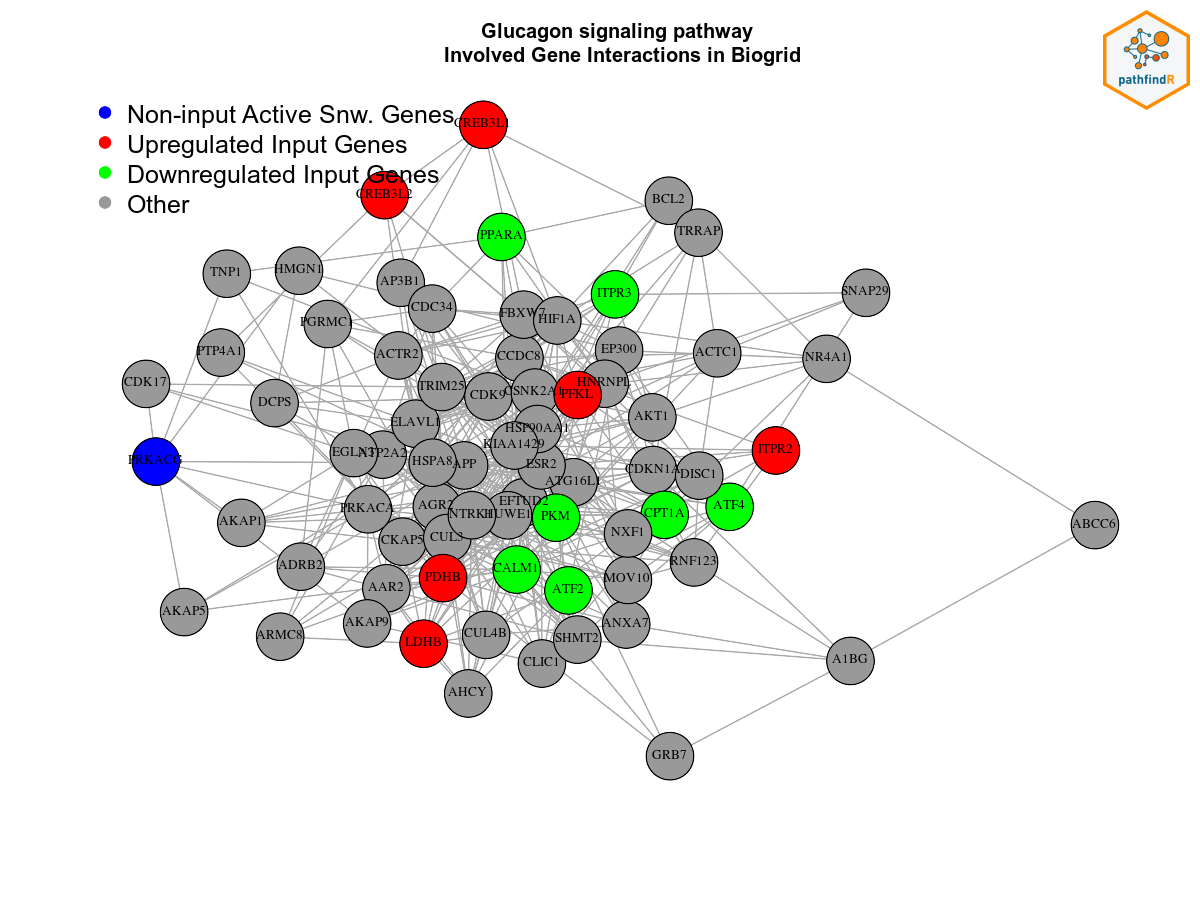 Glucagon signaling pathway
Involved Gene Interactions in Biogrid
pathfindR
Non-input Active Snw. Genes
Upregulated Input Genes
Downregulated Input Genes
Other
CREB3L1
CREB3L2
BCL2
TRRAP
PPARA
TNP1
HMGN1
AP3B1
ITPR3
SNAP29
CDC34
FBXW7
HIF1A
PGRMC1
PTP4A1
ACTR2
CCDC8
EP300
ACTC1
NR4A1
CDK17
TRIM25
HNRNPL
CDK9
CSNK2A1
PFKL
DCPS
ELAVL1
AKT1
HSP90AA1
KIAA1429
EGLN3
ITPR2
PRKACG
HSPA8
APP
ESR2
CDKN1A
DISC1
ATG16L1
EFTUD2
PRKACA
AGR2
NTRK1
HUWE1
PKM
CPT1A
ATF4
AKAP1
ABCC6
CKAP5
CUL3
NXF1
ADRB2
PDHB
CALM1
RNF123
AAR2
ATF2
MOV10
AKAP5
AKAP9
ARMC8
LDHB
CUL4B
SHMT2
ANXA7
CLIC1
A1BG
AHCY
GRB7